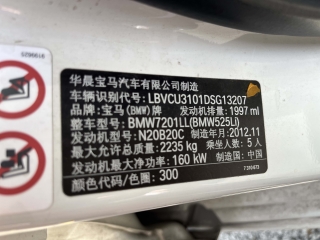 华晨宝马汽车有限公司制造
车辆识别代号: LBVCU3101DSG13207
品牌: 宝马(BMW)牌 发动机排量: 1997 ml
整车型号: BMW7201LL(BMW525Li)
发动机型号: N20B20C 制造年月: 2012.11
最大允许总质量: 2235 kg 乘坐人数: 5 人
发动机最大净功率: 160 kW 制造国: 中国
颜色代码/色图: 300